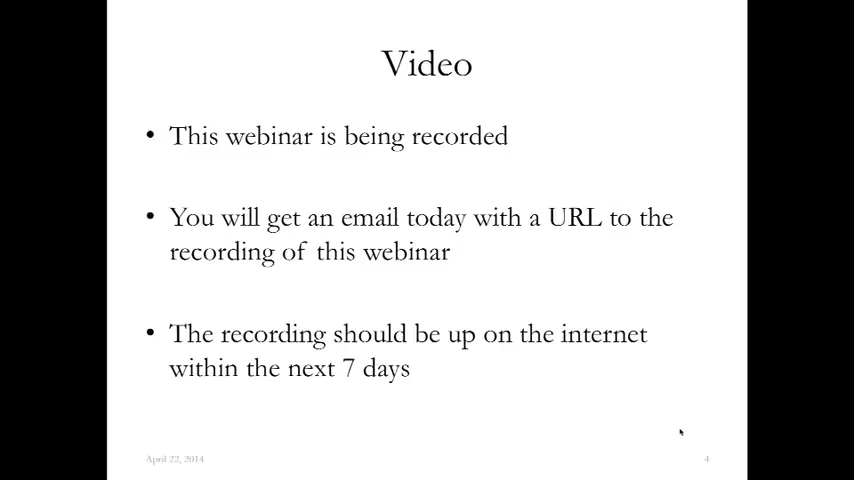 Video
• This webinar is being recorded
• You will get an email today with a URL to the
recording of this webinar
• The recording should be up on the internet
within the next 7 days
April 22, 2014
4